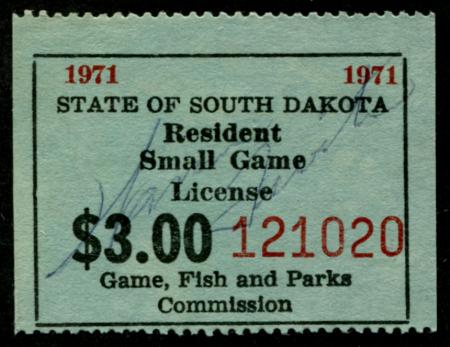 1971 1971
STATE OF SOUTH DAKOTA
Resident
Small Game
License
$3.00 121020
Game, Fish and Parks
Commission